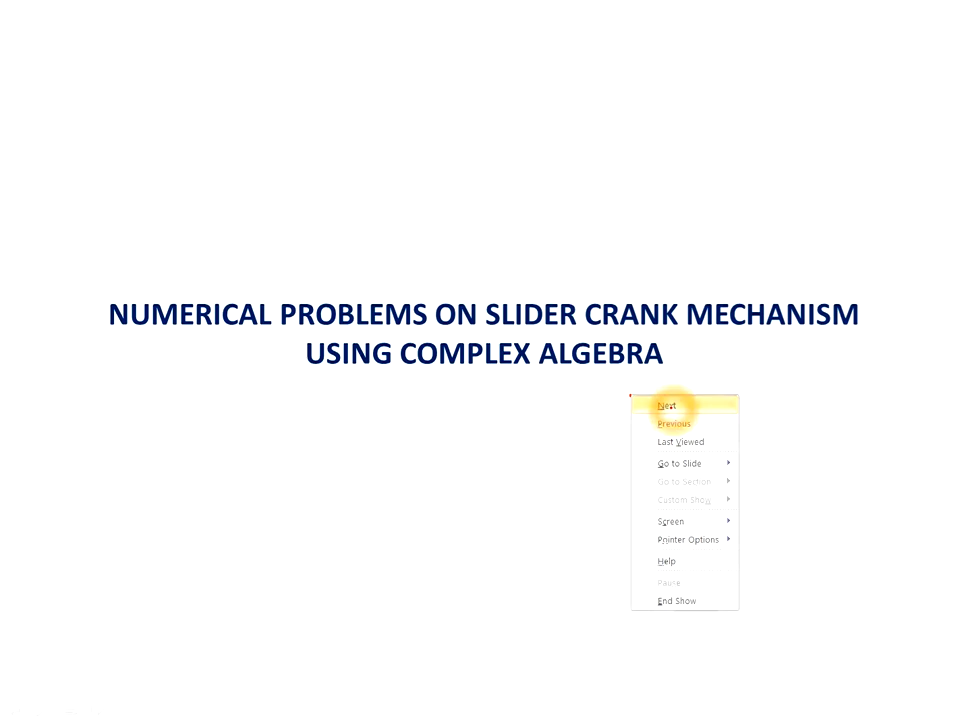 NUMERICAL PROBLEMS ON SLIDER CRANK MECHANISM
USING COMPLEX ALGEBRA
Next
Previous
Last Viewed
Go to Slide
Go to Section
Custom Show
Screen
Pointer Options
Help
Pause
End Show